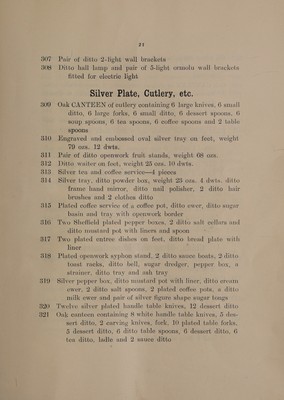 21
307 Pair of ditto 2-light wall brackets
308 Ditto hall lamp and pair of 5-light ormolu wall brackets
fitted for electric light
Silver Plate, Cutlery, etc.
309 Oak CANTEEN of cutlery containing 6 large knives, 6 small
ditto, 6 large forks, 6 small ditto, 6 dessert spoons, 6
soup spoons, 6 tea spoons, 6 coffee spoons and 2 table
spoons
310 Engraved and embossed oval silver tray on feet, weight
79 ozs. 12 dwts.
311 Pair of ditto openwork fruit stands, weight 66 ozs.
312 Ditto waiter on feet, weight 25 ozs. 10 dwts.
313 Silver tea and coffee service—4 pieces
314 Silver tray, ditto powder box, weight 23 ozs. 4 dwts. ditto
frame hand mirror, ditto nail polisher, 2 ditto hair
brushes and 2 clothes ditto
315 Plated coffee service of a coffee pot, ditto ewer, ditto sugar
basin and tray with openwork border
316 Two Sheffield plated pepper boxes, 2 ditto salt cellars and
ditto mustard pot with liners and spoon
317 Two plated entree dishes on feet, ditto bread plate with
liner
318 Plated openwork syphon stand, 2 ditto sauce boats, 2 ditto
toast racks, ditto bell, sugar dredger, pepper box, a
strainer, ditto tray and ash tray
319 Silver pepper box, ditto mustard pot with liner, ditto cream
ewer, 2 ditto salt spoons, 2 plated coffee pots, a ditto
milk ewer and pair of silver figure shape sugar tongs
320 Twelve silver plated handle table knives, 12 dessert ditto
321 Oak canteen containing 8 white handle table knives, 5 des-
sert ditto, 2 carving knives, fork, 10 plated table forks,
5 dessert ditto, 6 ditto table spoons, 6 dessert ditto, 6
tea ditto, ladle and 2 sauce ditto